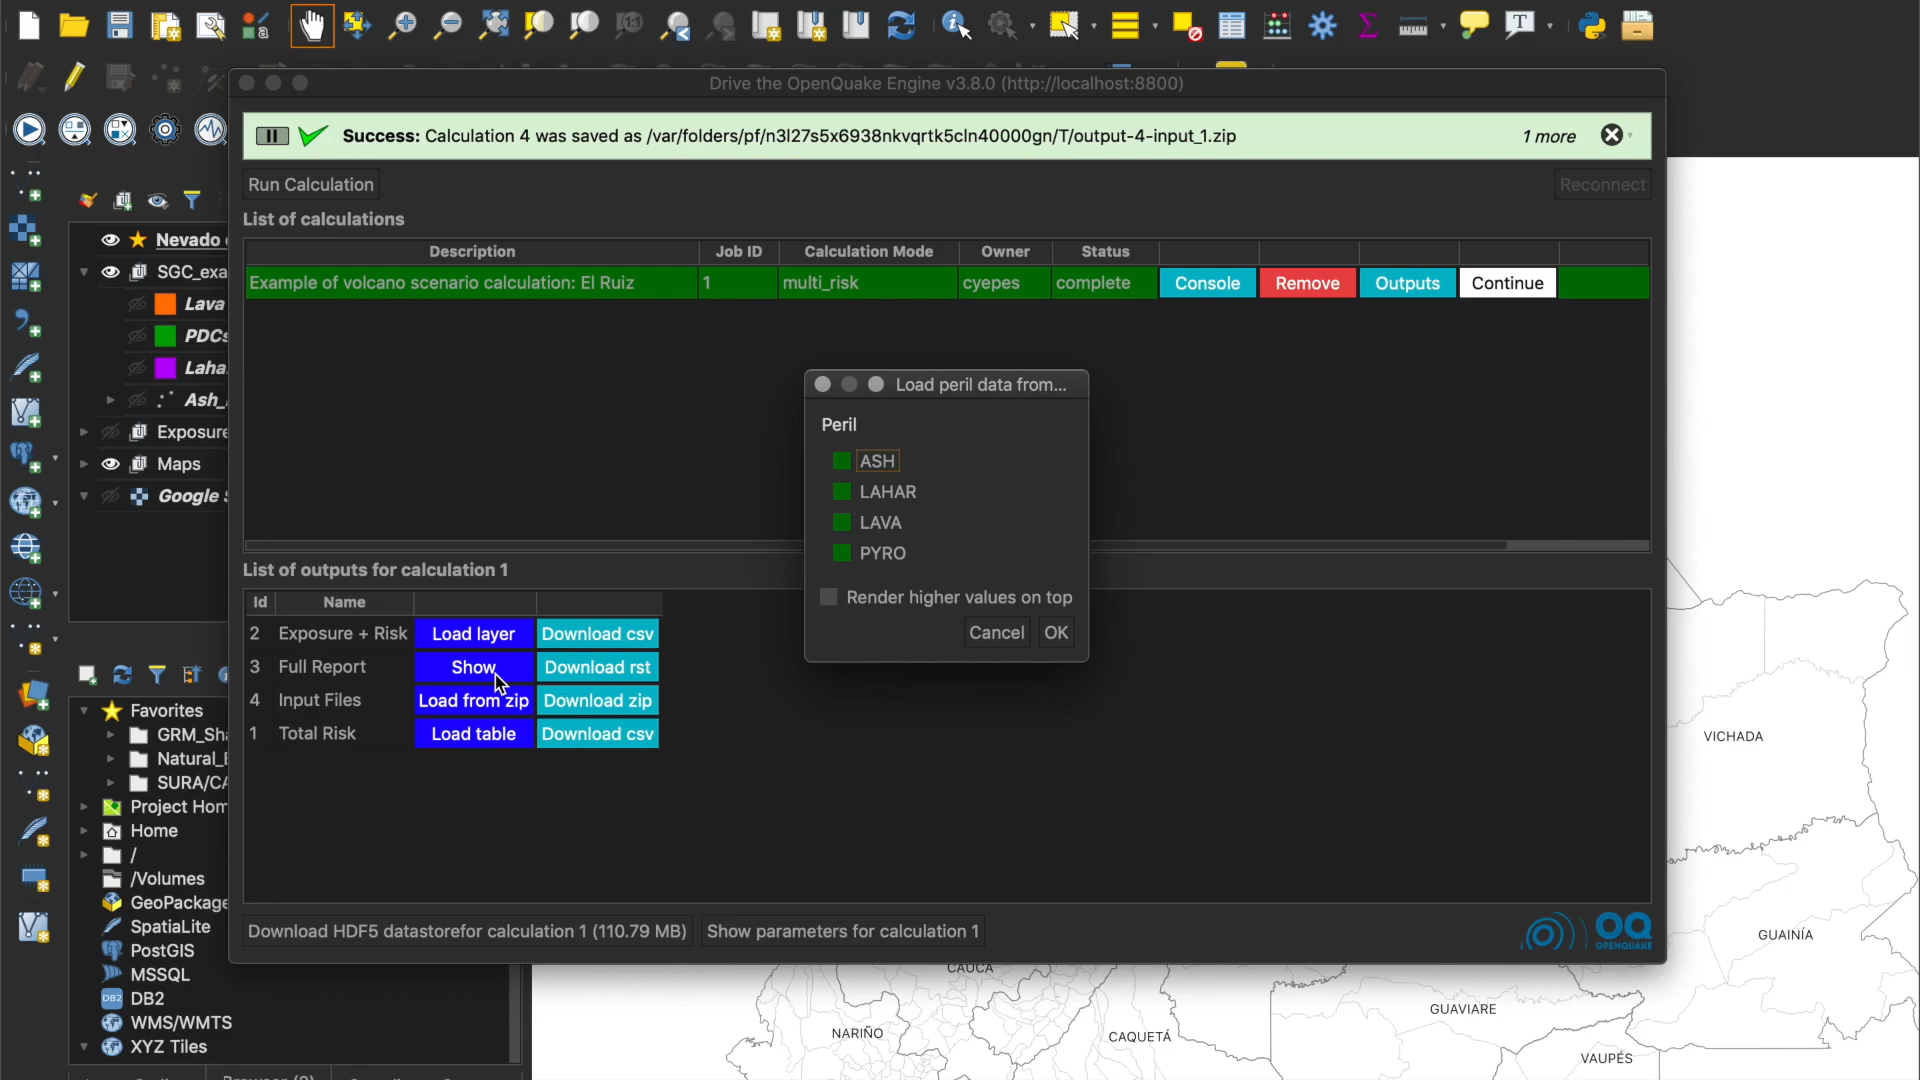 Drive the OpenQuake Engine v3.8.0 (http://localhost:8800)
Success: Calculation 4 was saved as /var/folders/pf/n3l27s5x6938nkvqrtk5cln40000gn/T/output-4-input_1.zip
1 more
Run Calculation
Reconnect
List of calculations
Description Job ID Calculation Mode Owner Status
Example of volcano scenario calculation: El Ruiz 1 multi_risk cyepes complete Console Remove Outputs Continue
Nevado
SGC_exa
Lava
PDCs
Laha
Ash_
Exposure
Maps
Google
Load peril data from...
Peril
ASH
LAHAR
LAVA
PYRO
Render higher values on top
Cancel OK
List of outputs for calculation 1
Id Name
2 Exposure + Risk Load layer Download csv
3 Full Report Show Download rst
4 Input Files Load from zip Download zip
1 Total Risk Load table Download csv
Favorites
GRM_Sh
Natural_
SURA/CA
Project Hom
Home
/
/Volumes
GeoPackage
SpatiaLite
PostGIS
MSSQL
DB2
WMS/WMTS
XYZ Tiles
Download HDF5 datastorefor calculation 1 (110.79 MB)
Show parameters for calculation 1
OPENQUAKE
VICHADA
GUAINÍA
CAUCA
GUAVIARE
NARIÑO
CAQUETÁ
VAUPÉS